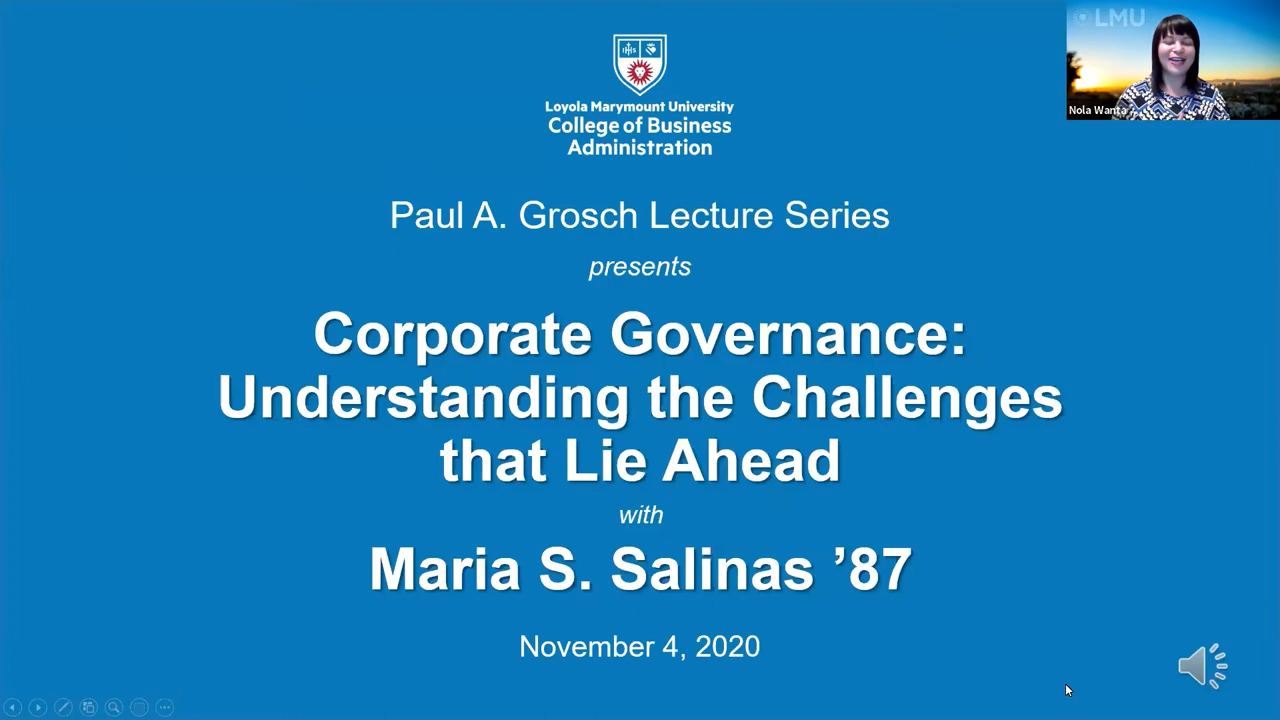 LMU
Nola Wanta
IHS
Loyola Marymount University
College of Business
Administration
Paul A. Grosch Lecture Series
presents
Corporate Governance:
Understanding the Challenges
that Lie Ahead
with
Maria S. Salinas ’87
November 4, 2020